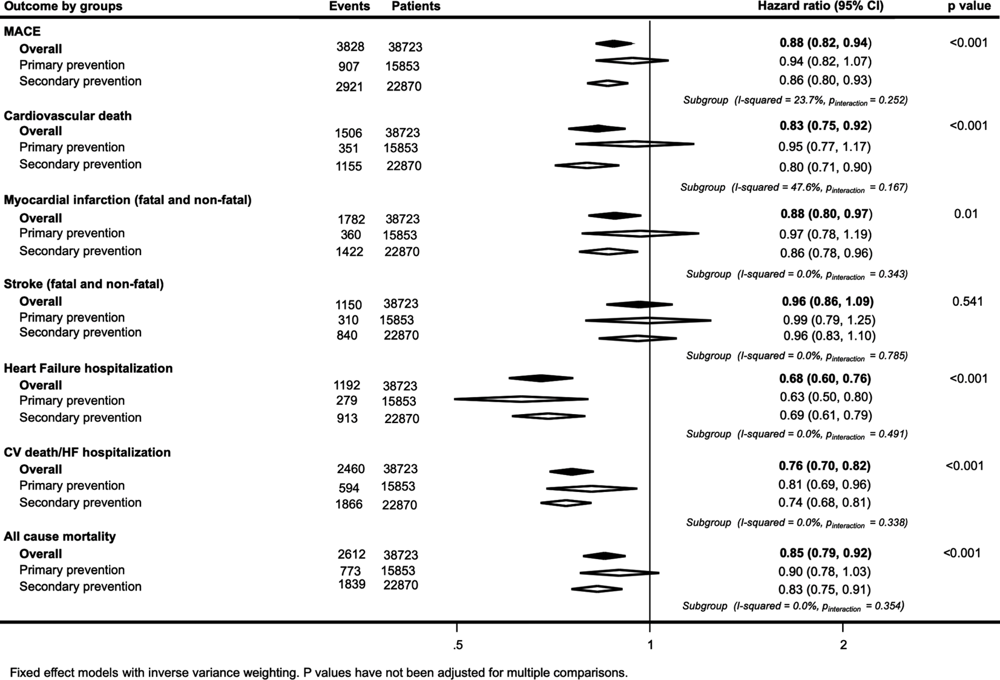 Outcome by groups Events Patients Hazard ratio (95% CI) p value
MACE
Overall 3828 38723 0.88 (0.82, 0.94) <0.001
Primary prevention 907 15853 0.94 (0.82, 1.07)
Secondary prevention 2921 22870 0.86 (0.80, 0.93)
Subgroup (I-squared = 23.7%, pinteraction = 0.252)
Cardiovascular death
Overall 1506 38723 0.83 (0.75, 0.92) <0.001
Primary prevention 351 15853 0.95 (0.77, 1.17)
Secondary prevention 1155 22870 0.80 (0.71, 0.90)
Subgroup (I-squared = 47.6%, pinteraction = 0.167)
Myocardial infarction (fatal and non-fatal)
Overall 1782 38723 0.88 (0.80, 0.97) 0.01
Primary prevention 360 15853 0.97 (0.78, 1.19)
Secondary prevention 1422 22870 0.86 (0.78, 0.96)
Subgroup (I-squared = 0.0%, pinteraction = 0.343)
Stroke (fatal and non-fatal)
Overall 1150 38723 0.96 (0.86, 1.09) 0.541
Primary prevention 310 15853 0.99 (0.79, 1.25)
Secondary prevention 840 22870 0.96 (0.83, 1.10)
Subgroup (I-squared = 0.0%, pinteraction = 0.785)
Heart Failure hospitalization
Overall 1192 38723 0.68 (0.60, 0.76) <0.001
Primary prevention 279 15853 0.63 (0.50, 0.80)
Secondary prevention 913 22870 0.69 (0.61, 0.79)
Subgroup (I-squared = 0.0%, pinteraction = 0.491)
CV death/HF hospitalization
Overall 2460 38723 0.76 (0.70, 0.82) <0.001
Primary prevention 594 15853 0.81 (0.69, 0.96)
Secondary prevention 1866 22870 0.74 (0.68, 0.81)
Subgroup (I-squared = 0.0%, pinteraction = 0.338)
All cause mortality
Overall 2612 38723 0.85 (0.79, 0.92) <0.001
Primary prevention 773 15853 0.90 (0.78, 1.03)
Secondary prevention 1839 22870 0.83 (0.75, 0.91)
Subgroup (I-squared = 0.0%, pinteraction = 0.354)
.5 1 2
Fixed effect models with inverse variance weighting. P values have not been adjusted for multiple comparisons.